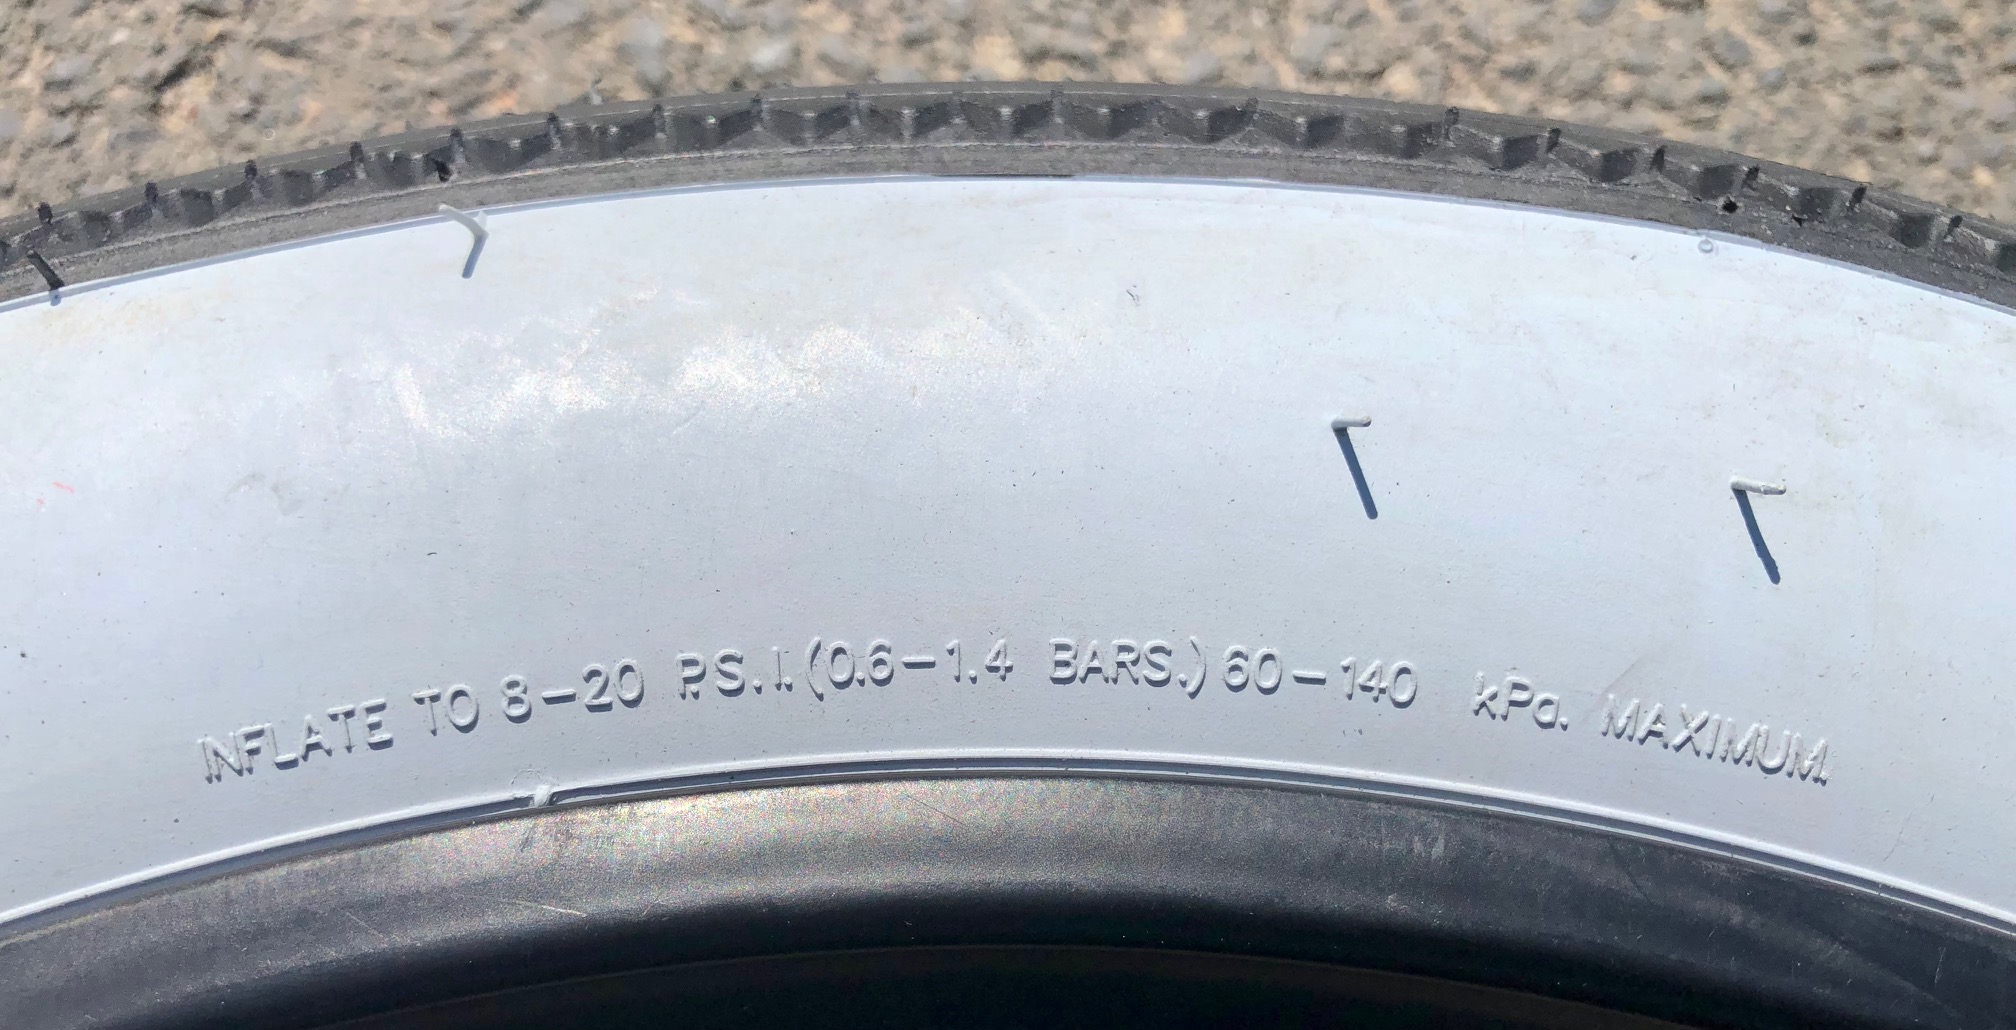 INFLATE TO 8-20 P.S.I. (0.6-1.4 BARS.) 60-140 kPa. MAXIMUM.